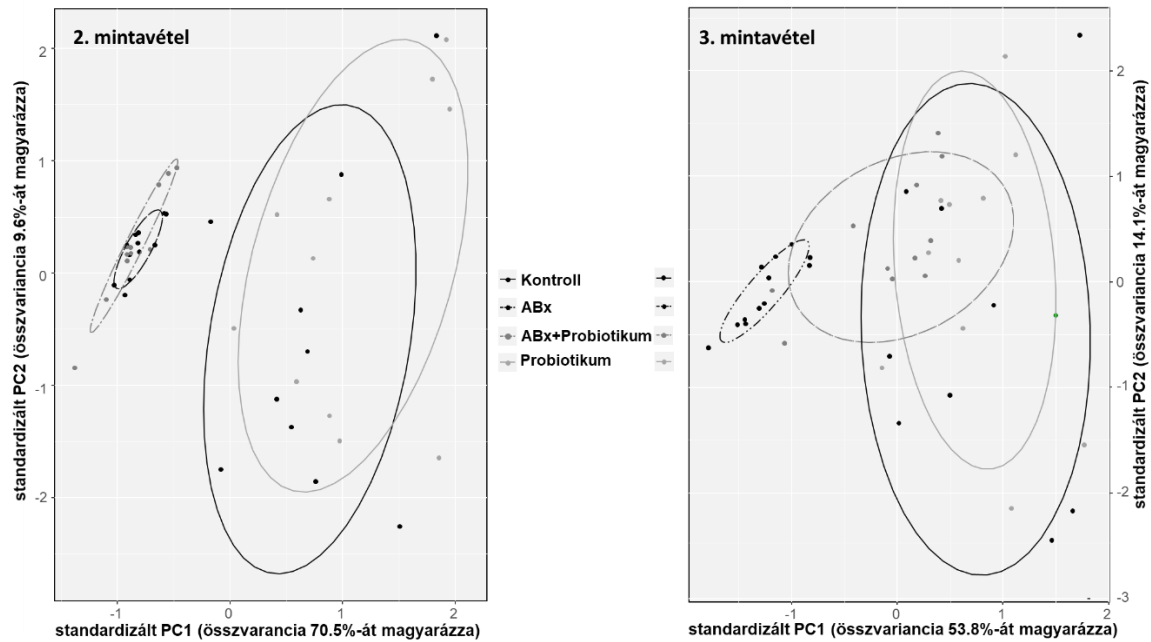 2. mintavétel
standardizált PC2 (összvariancia 9.6%-át magyarázza)
2
1
0
-1
-2
-1
0
1
2
standardizált PC1 (összvarancia 70.5%-át magyarázza)
Kontroll
ABx
ABx+Probiotikum
Probiotikum
3. mintavétel
2
1
0
-1
-2
-3
standardizált PC2 (összvariancia 14.1%-át magyarázza)
-1
0
1
2
standardizált PC1 (összvariancia 53.8%-át magyarázza)